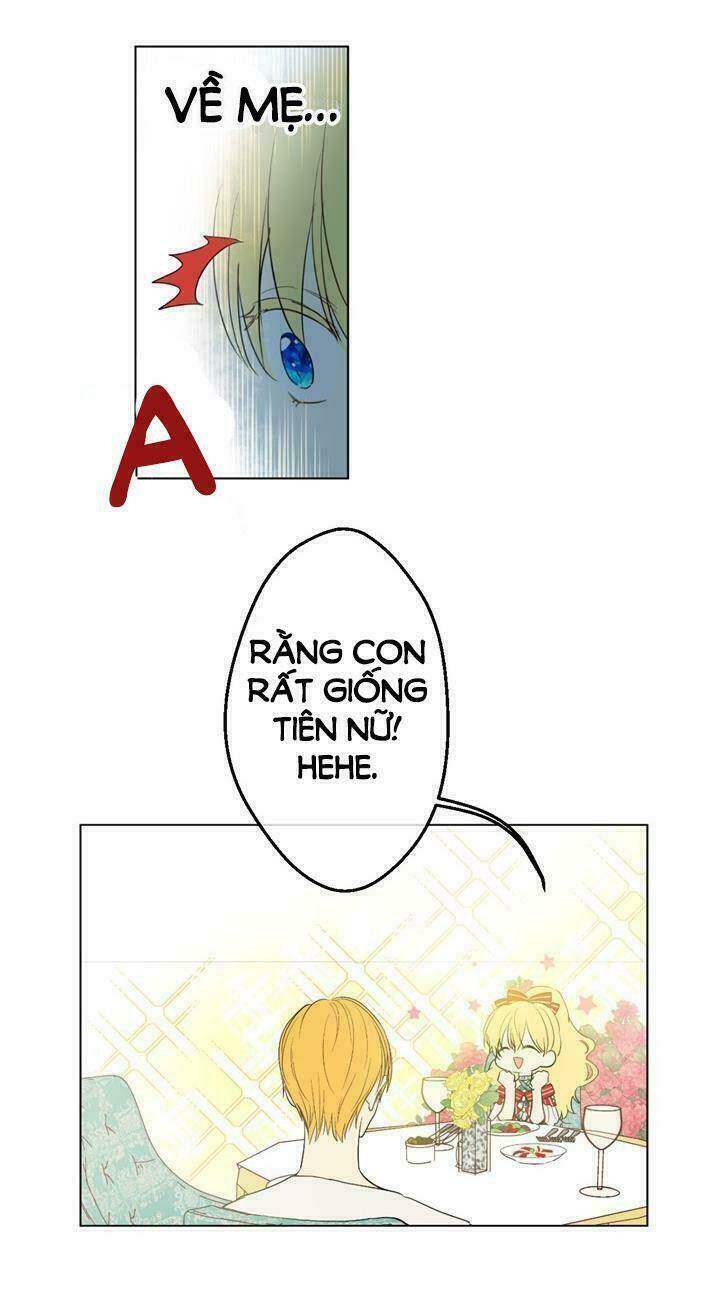 VỀ MẸ...
A
RẰNG CON
RẤT GIỐNG
TIÊN NỮ!
HEHE.